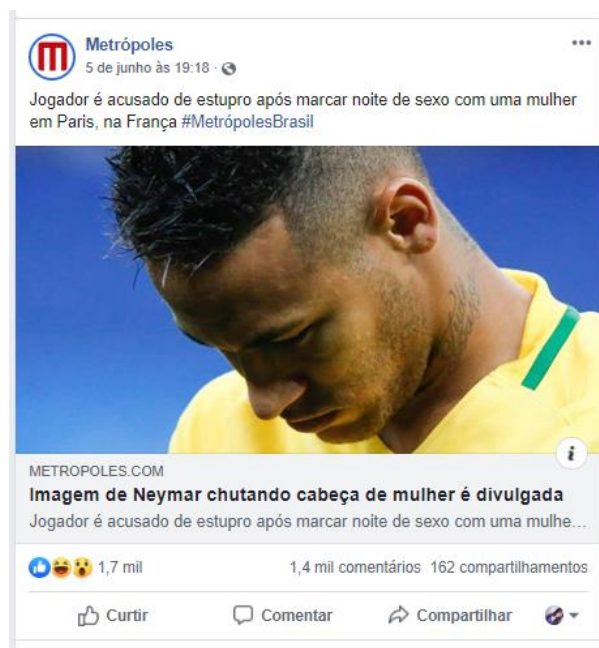 Metrópoles
5 de junho às 19:18 ·
Jogador é acusado de estupro após marcar noite de sexo com uma mulher
em Paris, na França #MetrópolesBrasil
METROPOLES.COM
Imagem de Neymar chutando cabeça de mulher é divulgada
Jogador é acusado de estupro após marcar noite de sexo com uma mulhe...
1,7 mil 1,4 mil comentários 162 compartilhamentos
Curtir Comentar Compartilhar